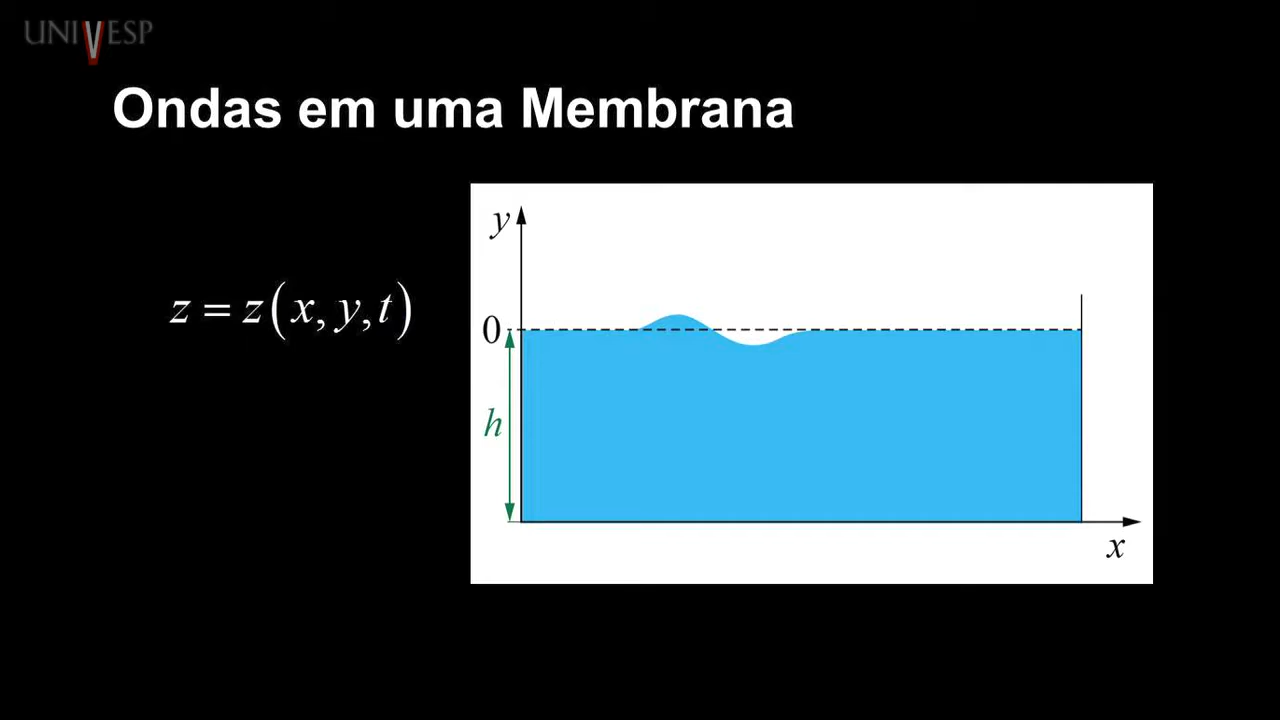 UNIVESP
Ondas em uma Membrana
z = z(x, y, t)
y
0
h
x